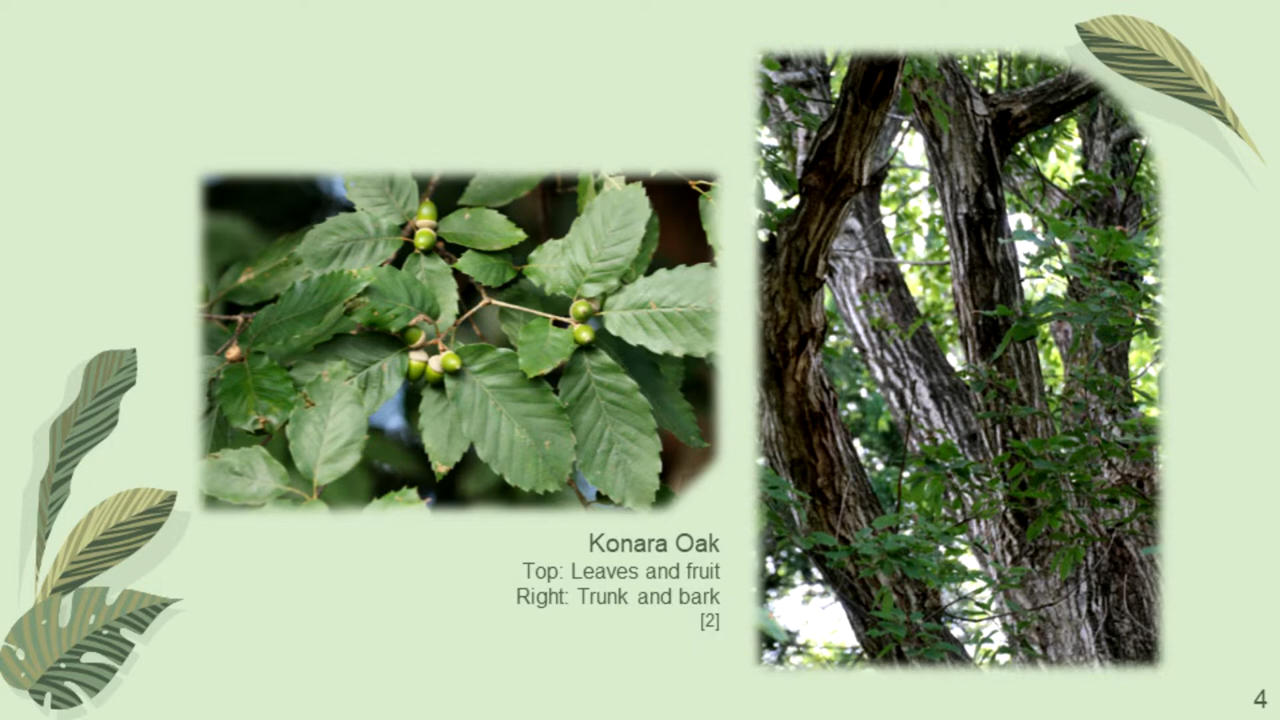 Konara Oak
Top: Leaves and fruit
Right: Trunk and bark
[2]
4